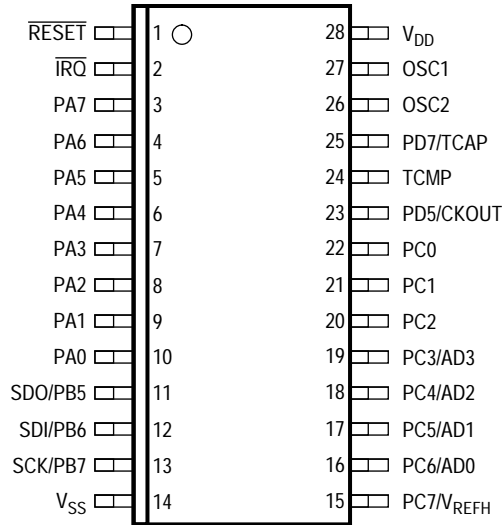 RESET 1 28 VDD
IRQ 2 27 OSC1
PA7 3 26 OSC2
PA6 4 25 PD7/TCAP
PA5 5 24 TCMP
PA4 6 23 PD5/CKOUT
PA3 7 22 PC0
PA2 8 21 PC1
PA1 9 20 PC2
PA0 10 19 PC3/AD3
SDO/PB5 11 18 PC4/AD2
SDI/PB6 12 17 PC5/AD1
SCK/PB7 13 16 PC6/AD0
VSS 14 15 PC7/VREFH